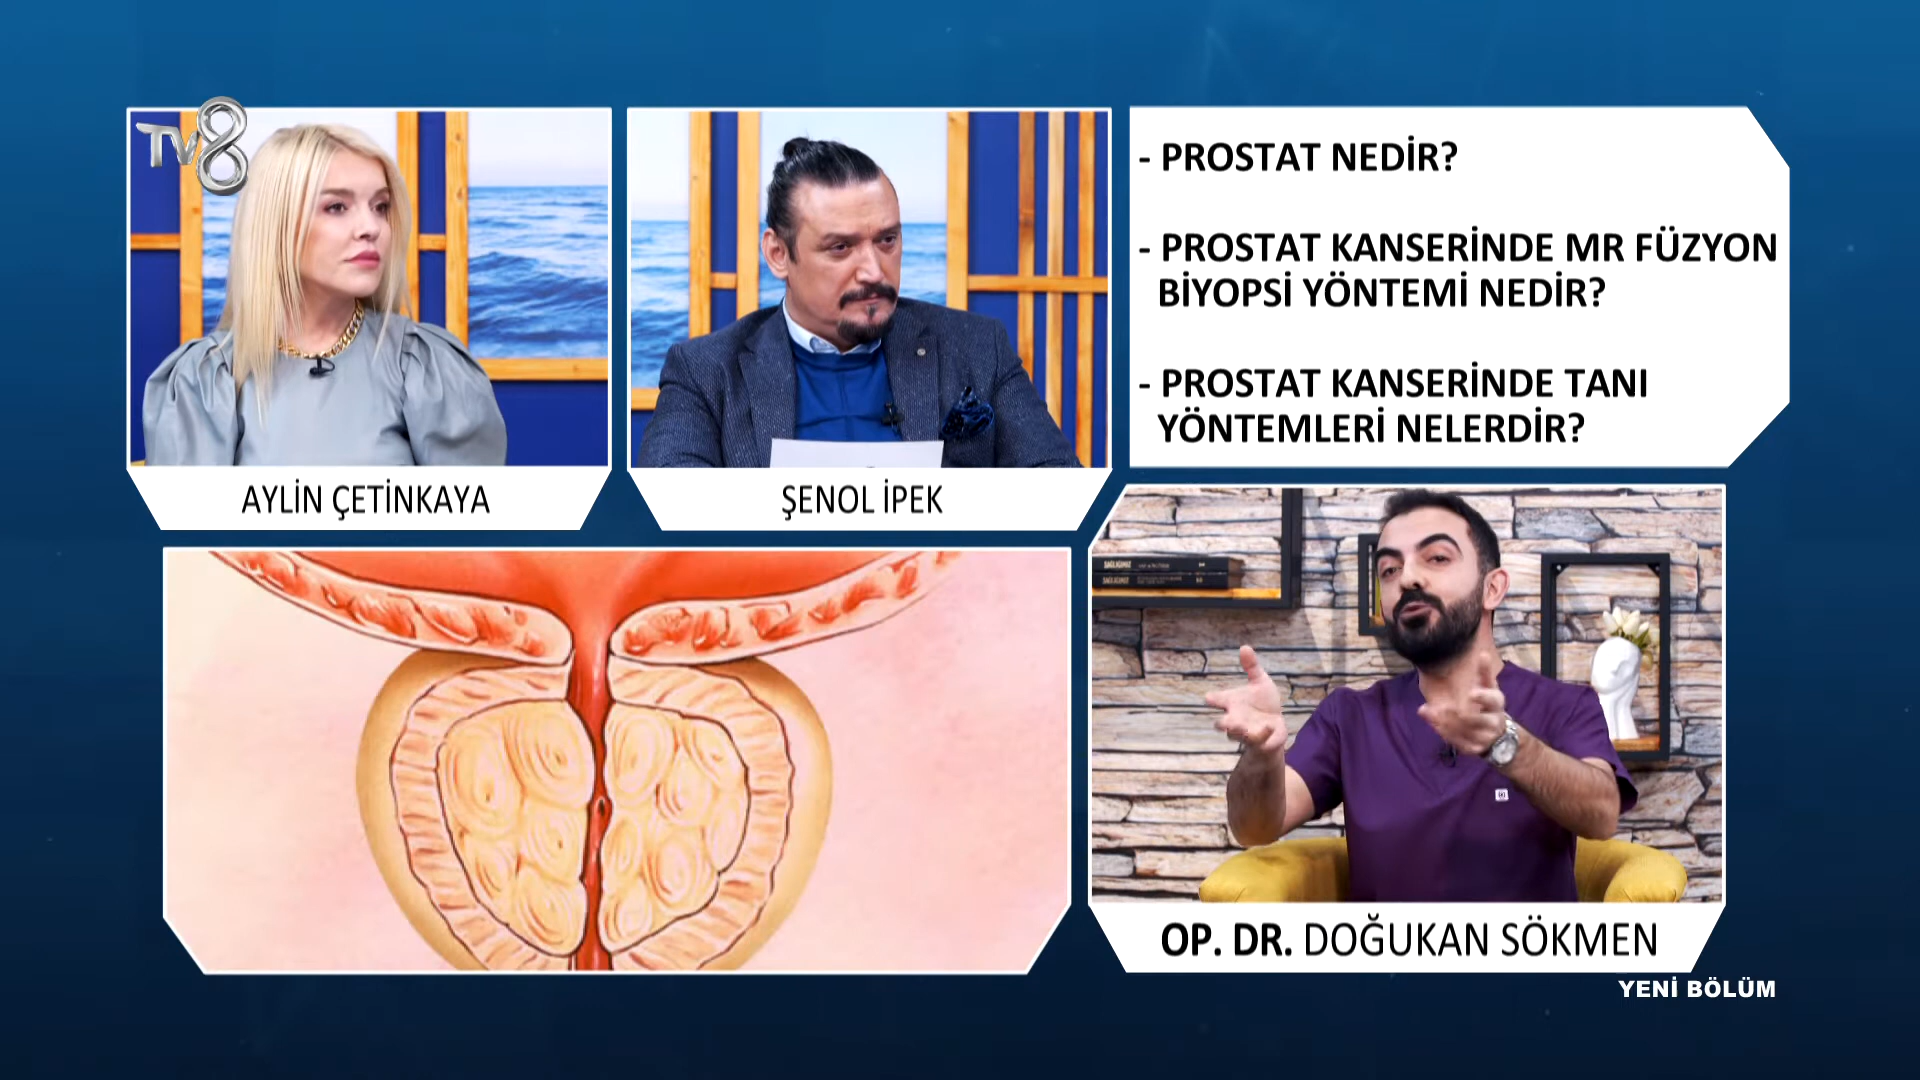 TV8
- PROSTAT NEDİR?
- PROSTAT KANSERİNDE MR FÜZYON
BİYOPSİ YÖNTEMİ NEDİR?
- PROSTAT KANSERİNDE TANI
YÖNTEMLERİ NELERDİR?
AYLİN ÇETİNKAYA
ŞENOL İPEK
OP. DR. DOĞUKAN SÖKMEN
YENİ BÖLÜM